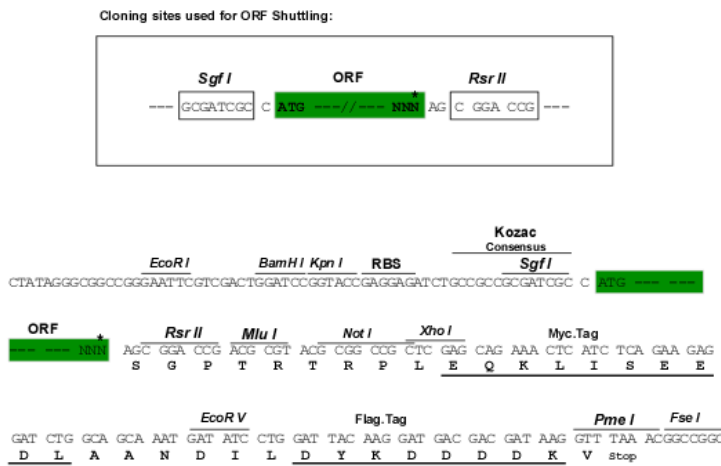 Cloning sites used for ORF Shuttling:
Sgf I ORF Rsr II
*
--- GCGATCGC C ATG ---//--- NNN AG C GGA CCG ---
Kozac
Consensus
EcoR I BamH I Kpn I RBS Sgf I
CTATAGGGCGGCCGGGAATTCGTCGACTGGATCCGGTACCGAGGAGATCTGCCGCCGCGATCGC C ATG --- ---
ORF * Rsr II Mlu I Not I Xho I Myc.Tag
--- --- NNN AGC GGA CCG ACG CGT ACG CGG CCG CTC GAG CAG AAA CTC ATC TCA GAA GAG
S G P T R T R P L E Q K L I S E E
EcoR V Flag.Tag Pme I Fse I
GAT CTG GCA GCA AAT GAT ATC CTG GAT TAC AAG GAT GAC GAC GAT AAG GTT TAA ACGGCCGGC
D L A A N D I L D Y K D D D D K V Stop